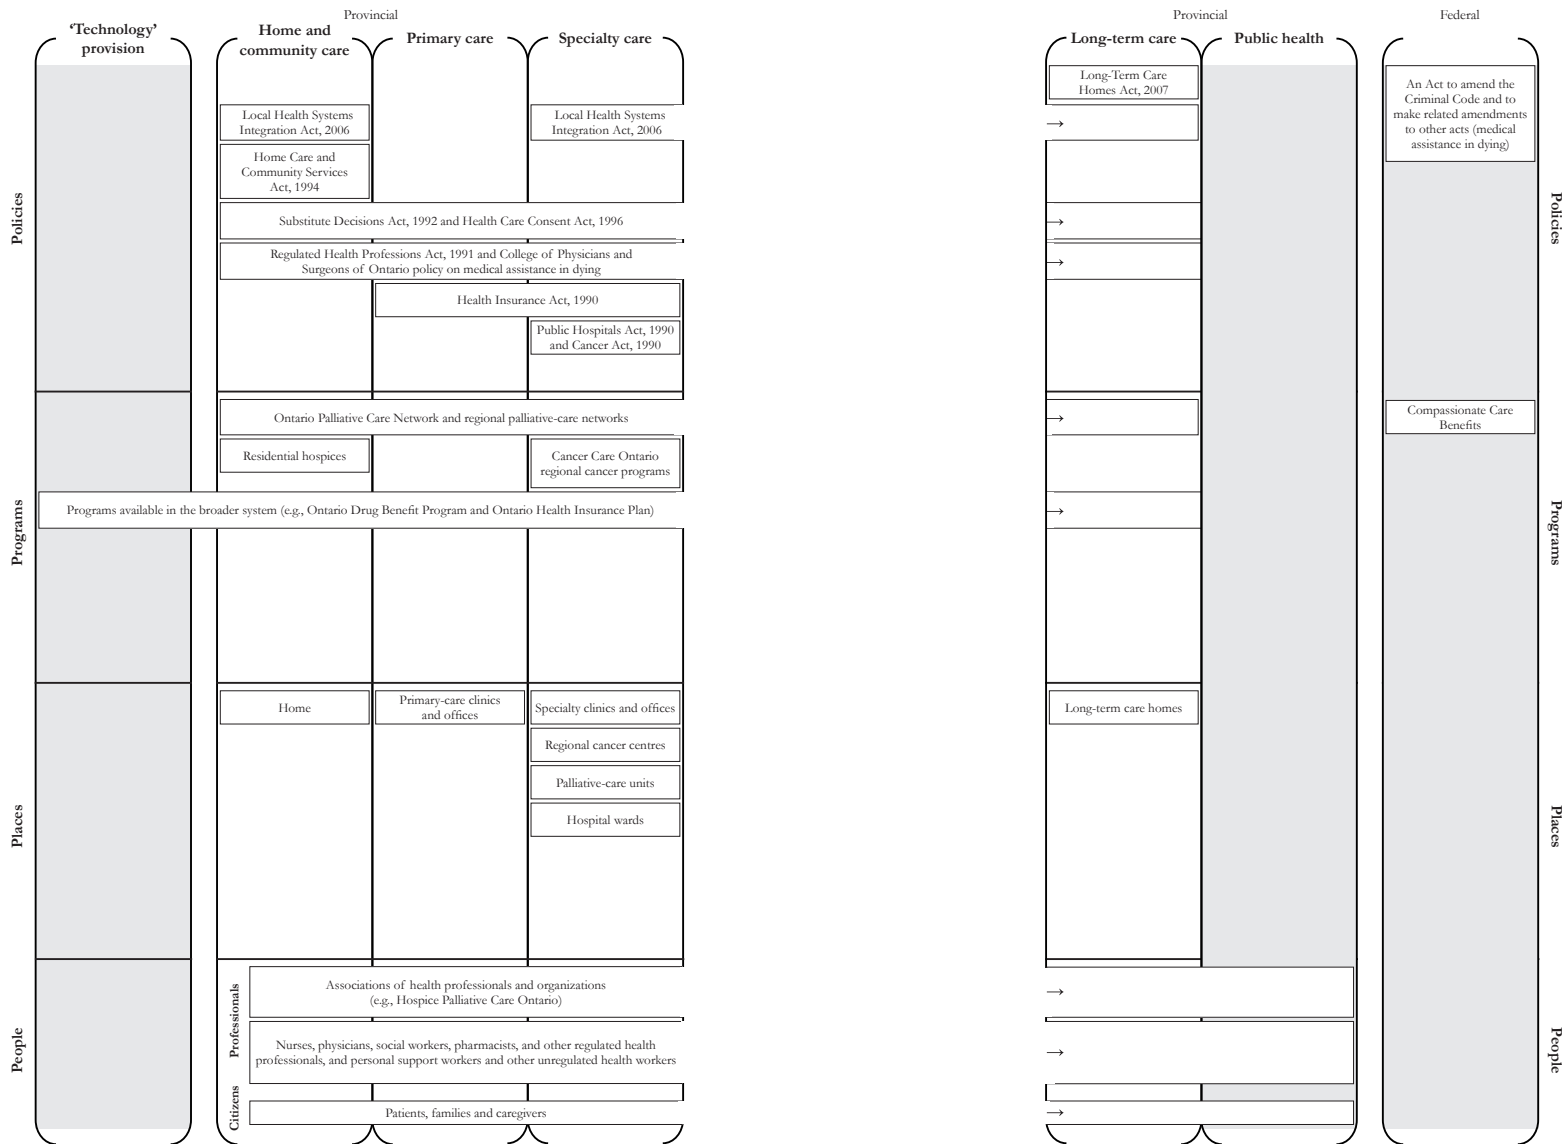 Provincial
Provincial
Federal
‘Technology’
provision
Home and
community care
Primary care
Specialty care
Long-term care
Public health
Policies
Policies
Long-Term Care
Homes Act, 2007
An Act to amend the
Criminal Code and to
make related amendments
to other acts (medical
assistance in dying)
Local Health Systems
Integration Act, 2006
Local Health Systems
Integration Act, 2006
→
Home Care and
Community Services
Act, 1994
Substitute Decisions Act, 1992 and Health Care Consent Act, 1996
→
Regulated Health Professions Act, 1991 and College of Physicians and
Surgeons of Ontario policy on medical assistance in dying
→
Health Insurance Act, 1990
Public Hospitals Act, 1990
and Cancer Act, 1990
Programs
Programs
Ontario Palliative Care Network and regional palliative-care networks
→
Compassionate Care
Benefits
Residential hospices
Cancer Care Ontario
regional cancer programs
Programs available in the broader system (e.g., Ontario Drug Benefit Program and Ontario Health Insurance Plan)
→
Places
Places
Home
Primary-care clinics
and offices
Specialty clinics and offices
Long-term care homes
Regional cancer centres
Palliative-care units
Hospital wards
People
People
Professionals
Associations of health professionals and organizations
(e.g., Hospice Palliative Care Ontario)
→
Nurses, physicians, social workers, pharmacists, and other regulated health
professionals, and personal support workers and other unregulated health workers
→
Citizens
Patients, families and caregivers
→